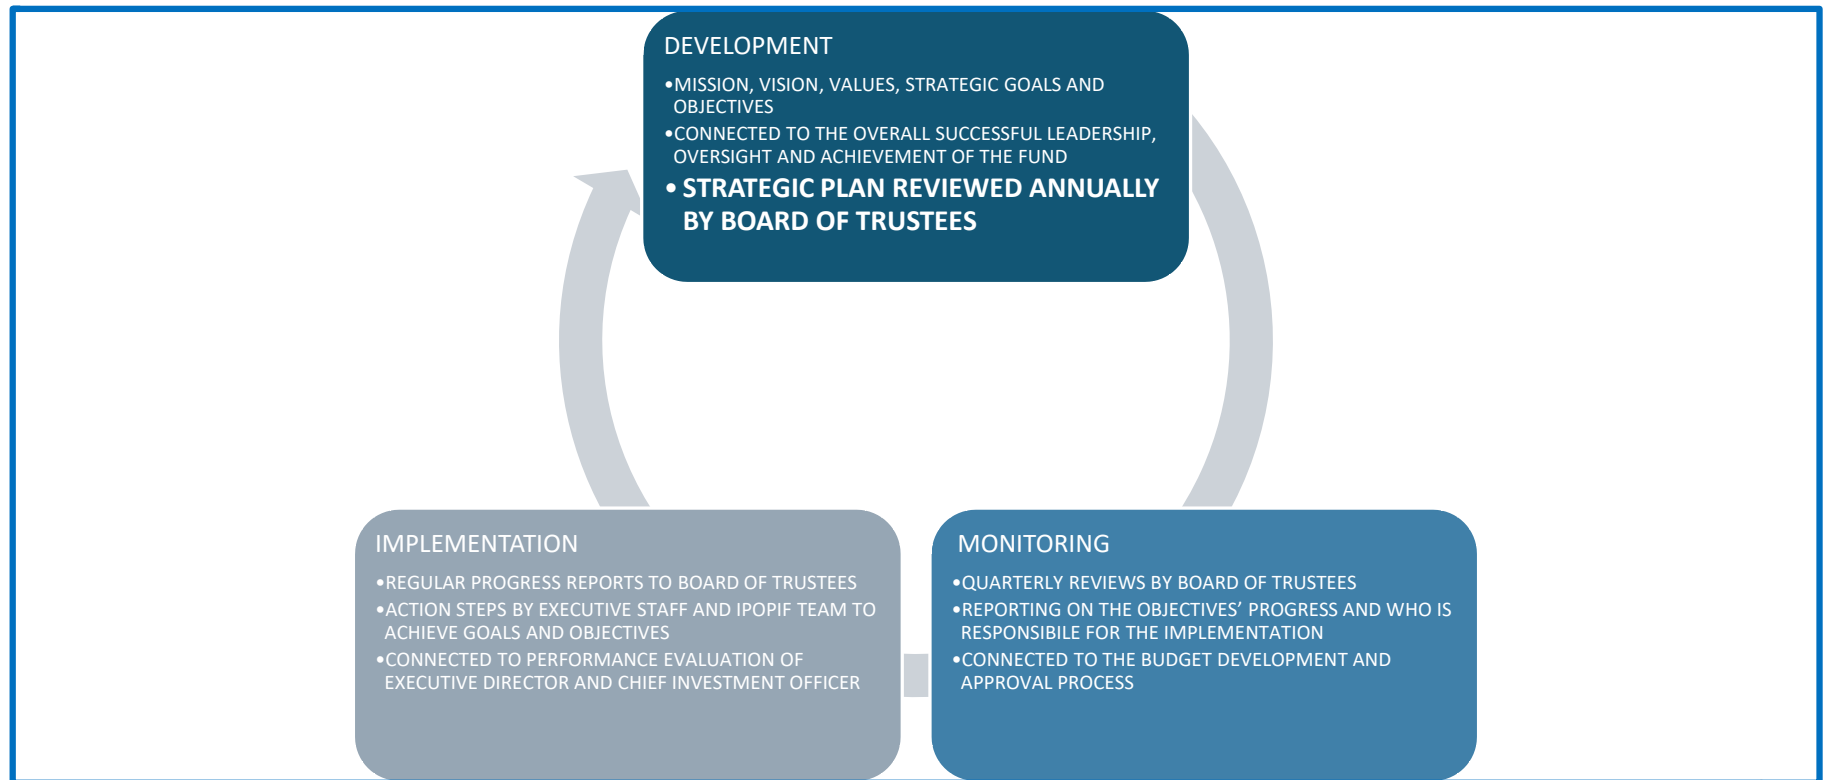 DEVELOPMENT
•MISSION, VISION, VALUES, STRATEGIC GOALS AND
OBJECTIVES
•CONNECTED TO THE OVERALL SUCCESSFUL LEADERSHIP,
OVERSIGHT AND ACHIEVEMENT OF THE FUND
• STRATEGIC PLAN REVIEWED ANNUALLY
BY BOARD OF TRUSTEES
IMPLEMENTATION
•REGULAR PROGRESS REPORTS TO BOARD OF TRUSTEES
•ACTION STEPS BY EXECUTIVE STAFF AND IPOPIF TEAM TO
ACHIEVE GOALS AND OBJECTIVES
•CONNECTED TO PERFORMANCE EVALUATION OF
EXECUTIVE DIRECTOR AND CHIEF INVESTMENT OFFICER
MONITORING
•QUARTERLY REVIEWS BY BOARD OF TRUSTEES
•REPORTING ON THE OBJECTIVES’ PROGRESS AND WHO IS
RESPONSIBILE FOR THE IMPLEMENTATION
•CONNECTED TO THE BUDGET DEVELOPMENT AND
APPROVAL PROCESS